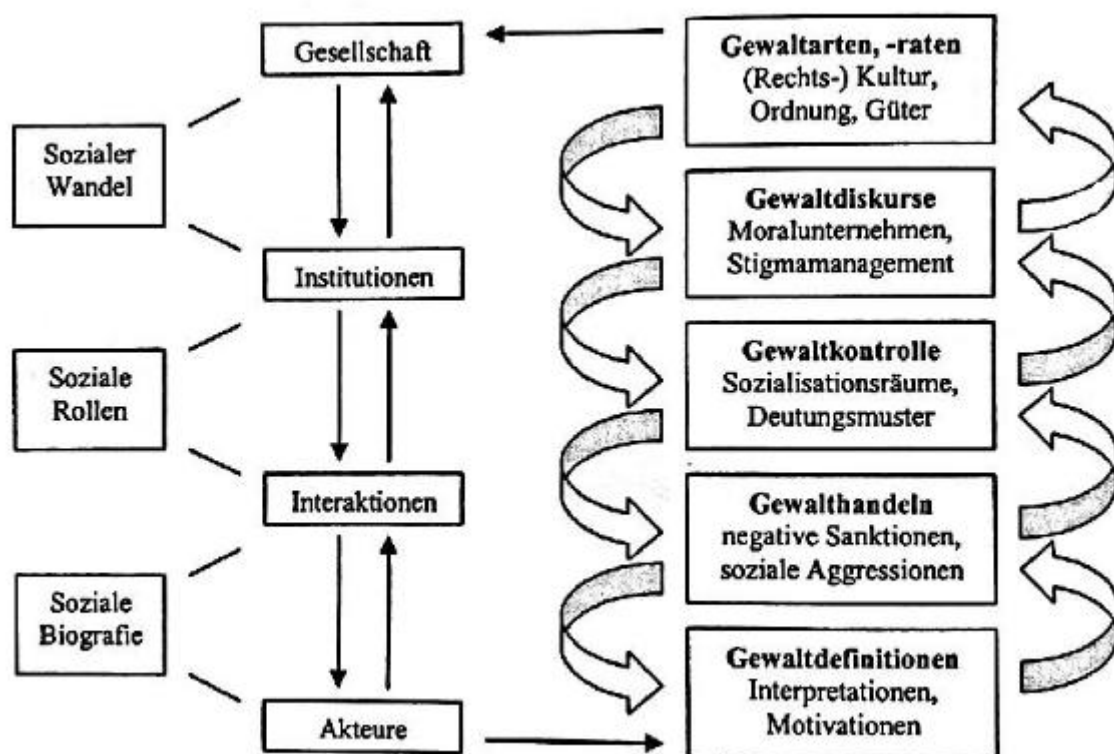 Gesellschaft
Sozialer
Wandel
Institutionen
Soziale
Rollen
Interaktionen
Soziale
Biografie
Akteure
Gewaltarten, -raten
(Rechts-) Kultur,
Ordnung, Güter
Gewaltdiskurse
Moralunternehmen,
Stigmamanagement
Gewaltkontrolle
Sozialisationsräume,
Deutungsmuster
Gewalthandeln
negative Sanktionen,
soziale Aggressionen
Gewaltdefinitionen
Interpretationen,
Motivationen